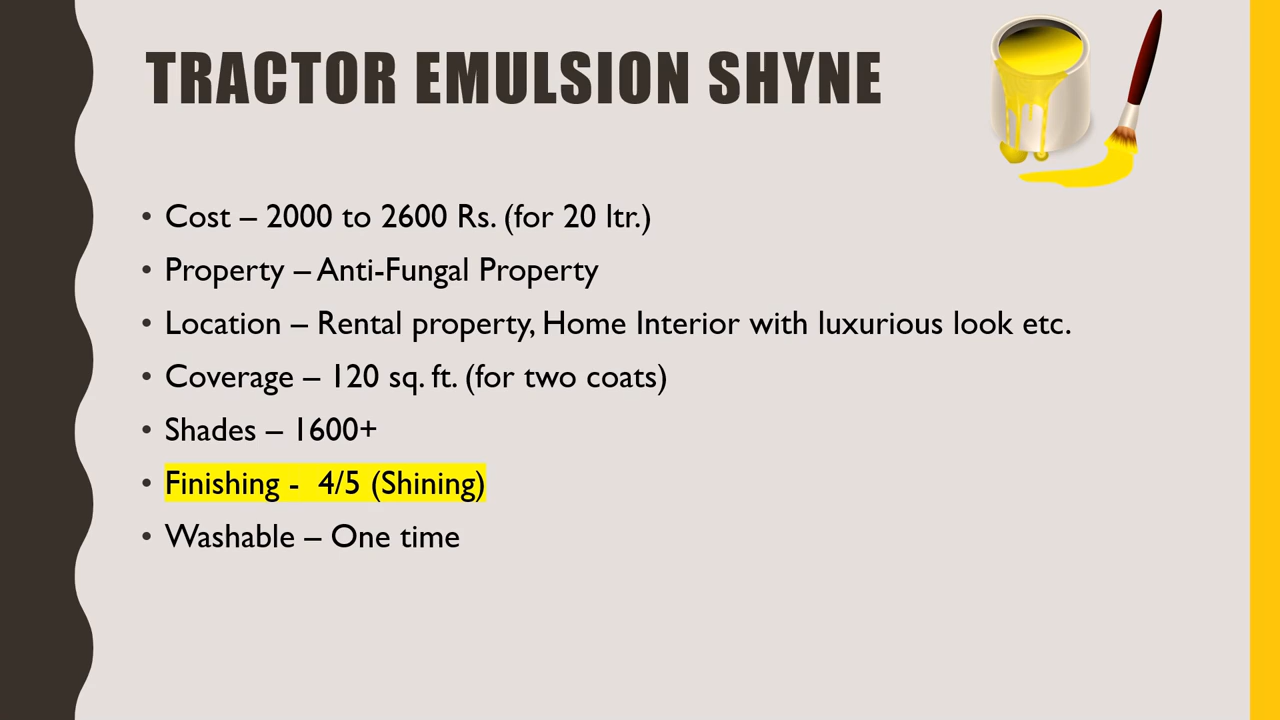 TRACTOR EMULSION SHYNE
• Cost – 2000 to 2600 Rs. (for 20 ltr.)
• Property – Anti-Fungal Property
• Location – Rental property, Home Interior with luxurious look etc.
• Coverage – 120 sq. ft. (for two coats)
• Shades – 1600+
• Finishing -  4/5 (Shining)
• Washable – One time